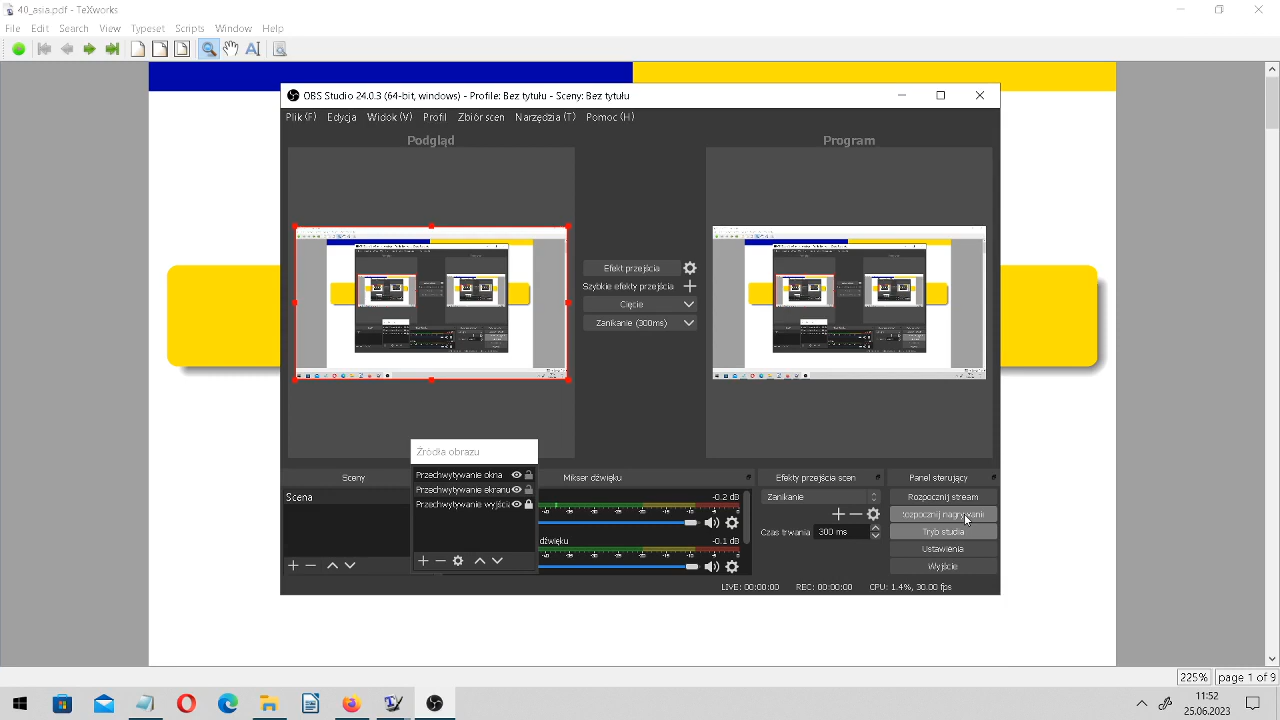 40_asia.pdf - TeXworks
File Edit Search View Typeset Scripts Window Help
OBS Studio 24.0.3 (64-bit, windows) - Profile: Bez tytułu - Sceny: Bez tytułu
Plik (F) Edycja Widok (V) Profil Zbiór scen Narzędzia (T) Pomoc (H)
Podgląd Program
Efekt przejścia
Szybkie efekty przejścia
Cięcie
Zanikanie (300ms)
Źródła obrazu
Sceny Mikser dźwięku Efekty przejścia scen Panel sterujący
Przechwytywanie okna
Przechwytywanie ekranu
Przechwytywanie wyjścia
Scena
-0.2 dB
dźwięku -0.1 dB
Zanikanie
Czas trwania 300 ms
Rozpocznij stream
Rozpocznij nagrywanie
Tryb studia
Ustawienia
Wyjście
LIVE: 00:00:00 REC: 00:00:00 CPU: 1.4%, 30.00 fps
225% page 1 of 9
11:52
25.06.2023